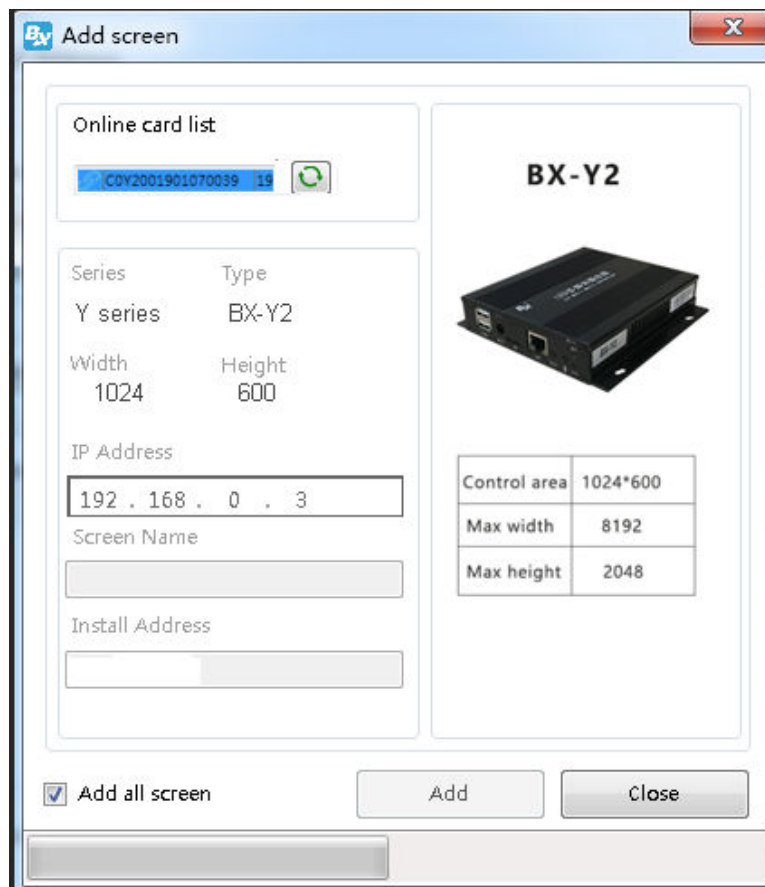 BX Add screen
X
Online card list
C0Y2001901070039 19
Series Type
Y series BX-Y2
Width Height
1024 600
IP Address
192 . 168 . 0 . 3
Screen Name
Install Address
BX-Y2
Control area 1024*600
Max width 8192
Max height 2048
Add all screen
Add
Close